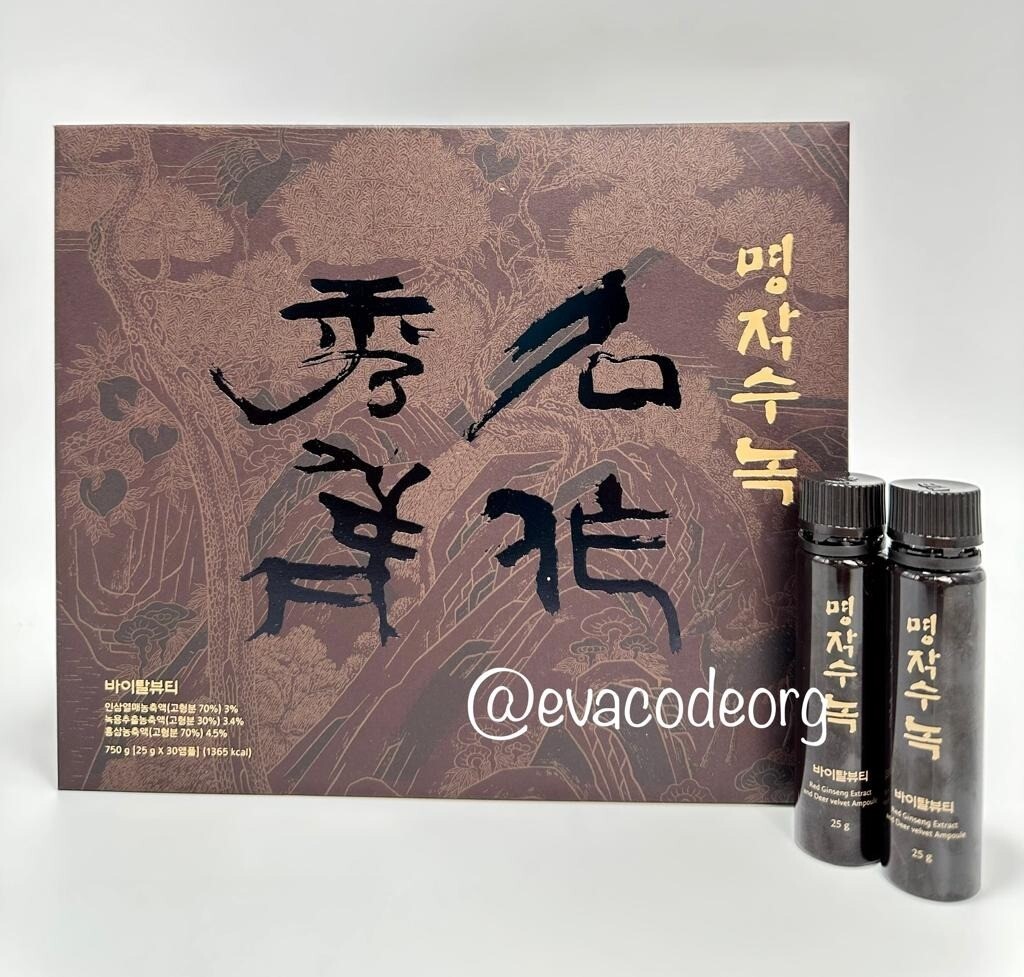 명작수녹
名作
秀
바이탈뷰티
인삼열매농축액(고형분 70%) 3%
녹용추출농축액(고형분 30%) 3.4%
홍삼농축액(고형분 70%) 4.5%
750 g [25 g X 30앰플] (1365 kcal)
@evacodeorg
명작수녹
바이탈뷰티
Red Ginseng Extract
and Deer velvet Ampoule
25 g
명작수녹
바이탈뷰티
Red Ginseng Extract
and Deer velvet Ampoule
25 g